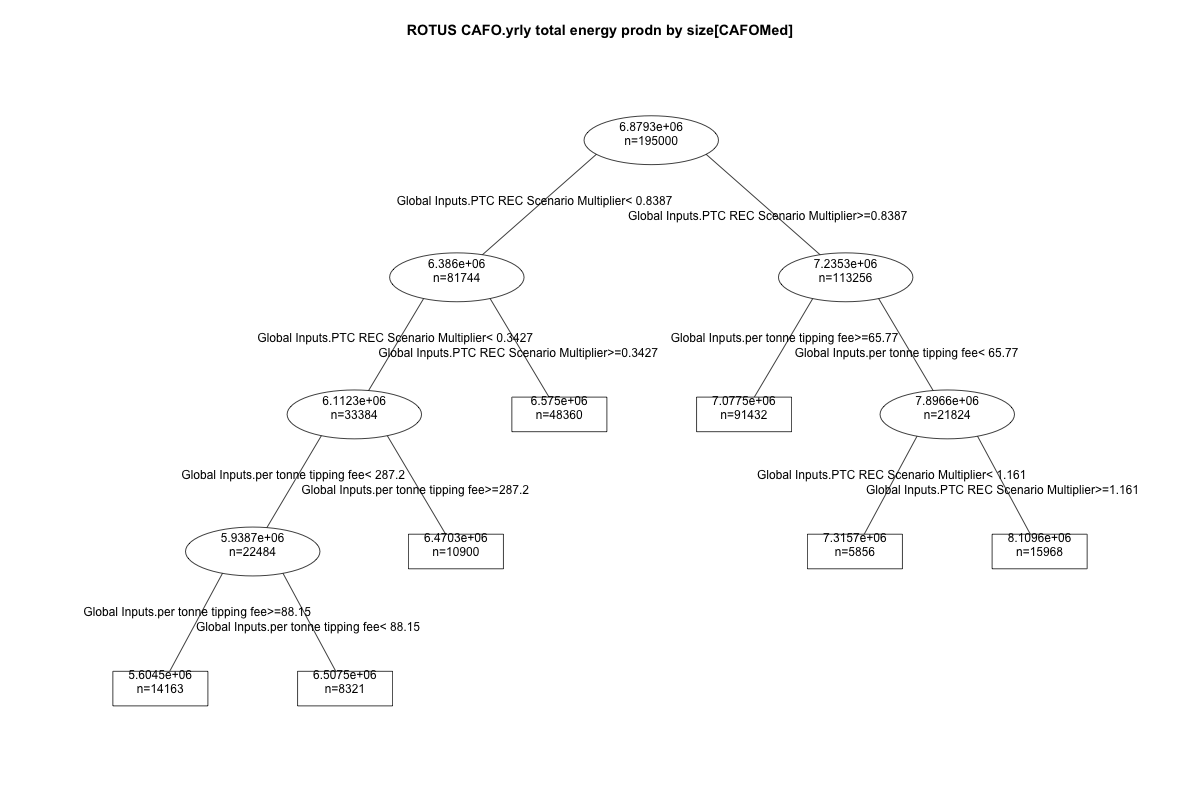 ROTUS CAFO.yrly total energy prodn by size[CAFOMed]
6.8793e+06
n=195000
Global Inputs.PTC REC Scenario Multiplier< 0.8387
Global Inputs.PTC REC Scenario Multiplier>=0.8387
6.386e+06
n=81744
7.2353e+06
n=113256
Global Inputs.PTC REC Scenario Multiplier< 0.3427
Global Inputs.PTC REC Scenario Multiplier>=0.3427
Global Inputs.per tonne tipping fee>=65.77
Global Inputs.per tonne tipping fee< 65.77
6.1123e+06
n=33384
6.575e+06
n=48360
7.0775e+06
n=91432
7.8966e+06
n=21824
Global Inputs.per tonne tipping fee< 287.2
Global Inputs.per tonne tipping fee>=287.2
Global Inputs.PTC REC Scenario Multiplier< 1.161
Global Inputs.PTC REC Scenario Multiplier>=1.161
5.9387e+06
n=22484
6.4703e+06
n=10900
7.3157e+06
n=5856
8.1096e+06
n=15968
Global Inputs.per tonne tipping fee>=88.15
Global Inputs.per tonne tipping fee< 88.15
5.6045e+06
n=14163
6.5075e+06
n=8321